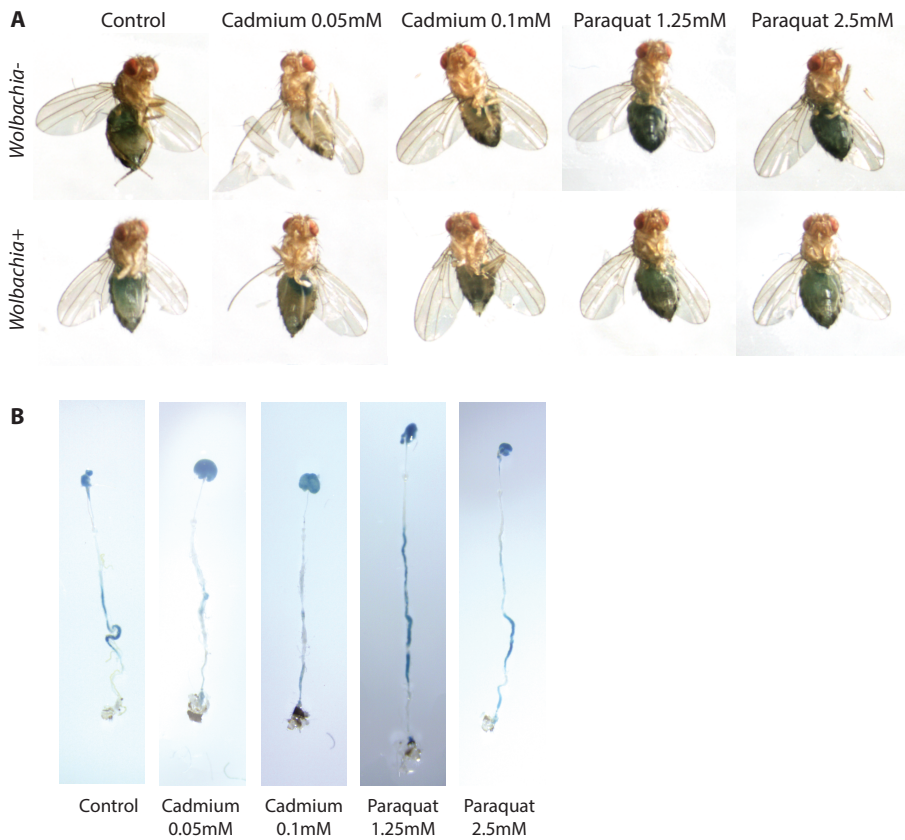 A
Control
Cadmium 0.05mM
Cadmium 0.1mM
Paraquat 1.25mM
Paraquat 2.5mM
Wolbachia-
Wolbachia+
B
Control
Cadmium
0.05mM
Cadmium
0.1mM
Paraquat
1.25mM
Paraquat
2.5mM